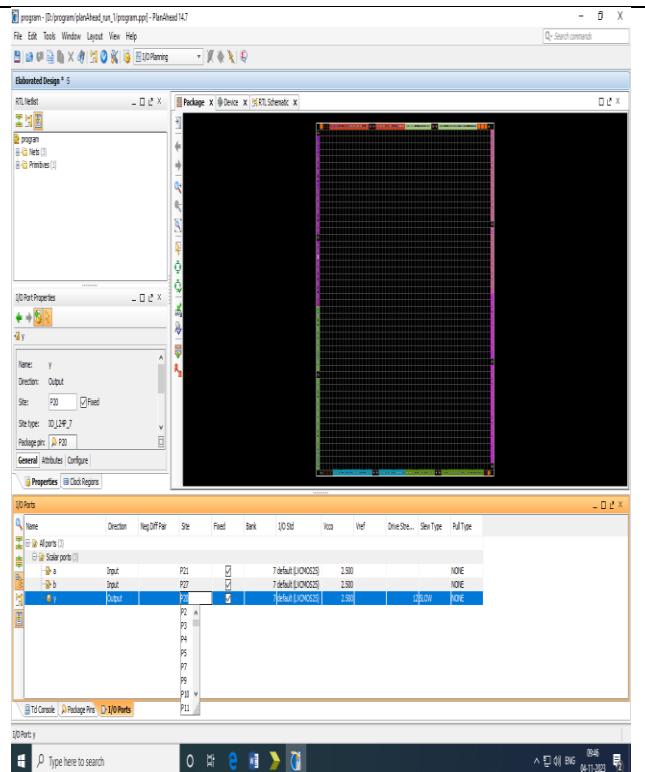 program - [D:/program/planAhead_run_1/program.ppr] - PlanAhead 14.7
File Edit Tools Window Layout View Help
Q- Search commands
I/O Planning
Elaborated Design * S
RTL Netlist
Package X Device X RTL Schematic X
program
Nets (3)
Primitives (1)
I/O Port Properties
y
Name: y
Direction: Output
Site: P20 Fixed
Site type: IO_L24P_7
Package pin: P20
General Attributes Configure
Properties Clock Regions
I/O Ports
Name Direction Neg Diff Pair Site Fixed Bank I/O Std Vcco Vref Drive Stre... Slew Type Pull Type
All ports (3)
Scalar ports (3)
a Input P21 7 default (LVCMOS25) 2.500 NONE
b Input P27 7 default (LVCMOS25) 2.500 NONE
y Output P20 7 default (LVCMOS25) 2.500 12 SLOW NONE
P2
P3
P4
P5
P7
P9
P10
P11
Tcl Console Package Pins I/O Ports
I/O Port: y
Type here to search
ENG
09:46
04-11-2023